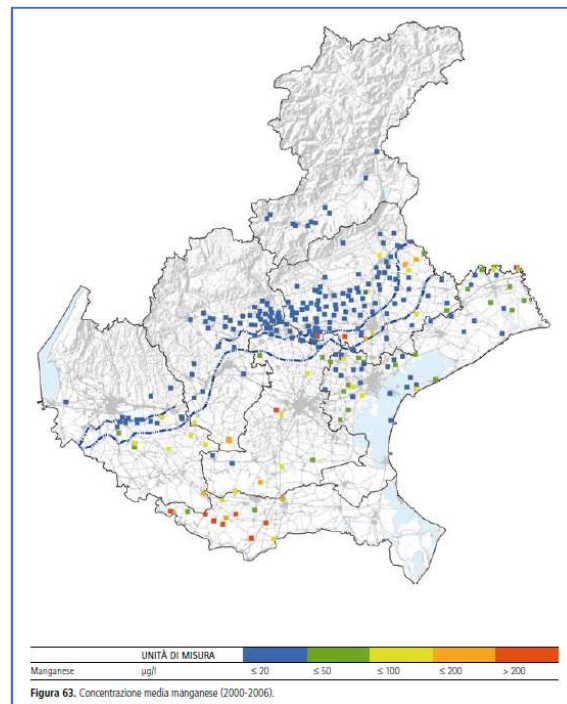 UNITÀ DI MISURA
Manganese µg/l ≤ 20 ≤ 50 ≤ 100 ≤ 200 > 200
Figura 63. Concentrazione media manganese (2000-2006).